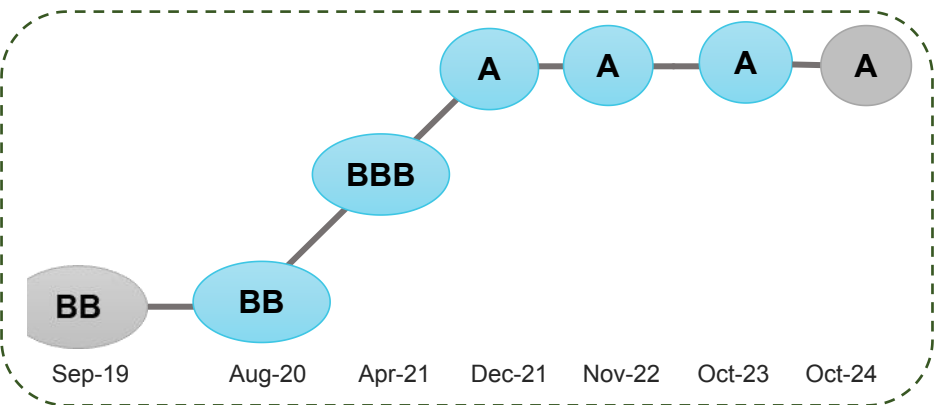 A A A A
BBB
BB BB
Sep-19 Aug-20 Apr-21 Dec-21 Nov-22 Oct-23 Oct-24